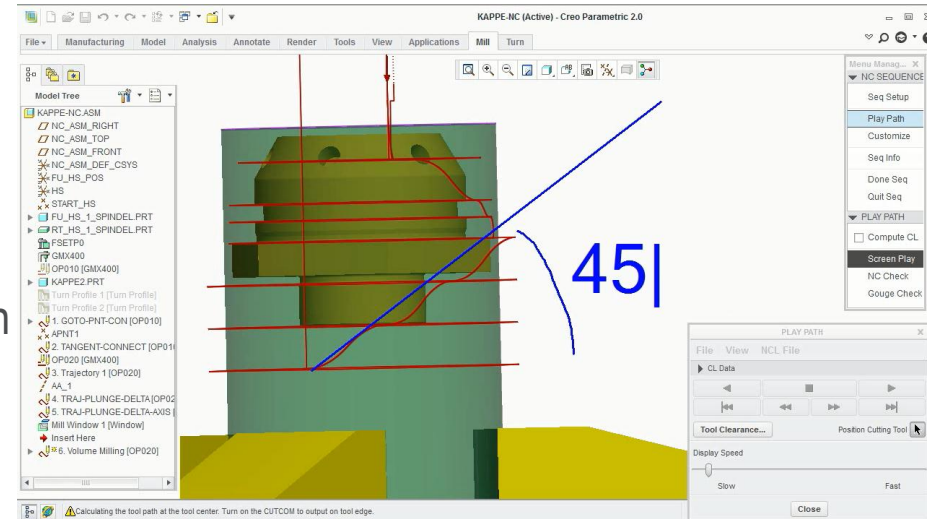 KAPPE-NC (Active) - Creo Parametric 2.0
File Manufacturing Model Analysis Annotate Render Tools View Applications Mill Turn
Model Tree
KAPPE-NC.ASM
NC_ASM_RIGHT
NC_ASM_TOP
NC_ASM_FRONT
NC_ASM_DEF_CSYS
FU_HS_POS
HS
START_HS
FU_HS_1_SPINDEL.PRT
RT_HS_1_SPINDEL.PRT
FSETP0
GMX400
OP010 [GMX400]
KAPPE2.PRT
Turn Profile 1 [Turn Profile]
Turn Profile 2 [Turn Profile]
1. GOTO-PNT-CON [OP010]
APNT1
2. TANGENT-CONNECT [OP01
OP020 [GMX400]
3. Trajectory 1 [OP020]
AA_1
4. TRAJ-PLUNGE-DELTA [OP02
5. TRAJ-PLUNGE-DELTA-AXIS [
Mill Window 1 [Window]
Insert Here
6. Volume Milling [OP020]
n
45|
Menu Manag... X
NC SEQUENCE
Seq Setup
Play Path
Customize
Seq Info
Done Seq
Quit Seq
PLAY PATH
Compute CL
Screen Play
NC Check
Gouge Check
PLAY PATH X
File View NCL File
CL Data
Tool Clearance... Position Cutting Tool
Display Speed
Slow Fast
Close
Calculating the tool path at the tool center. Turn on the CUTCOM to output on tool edge.